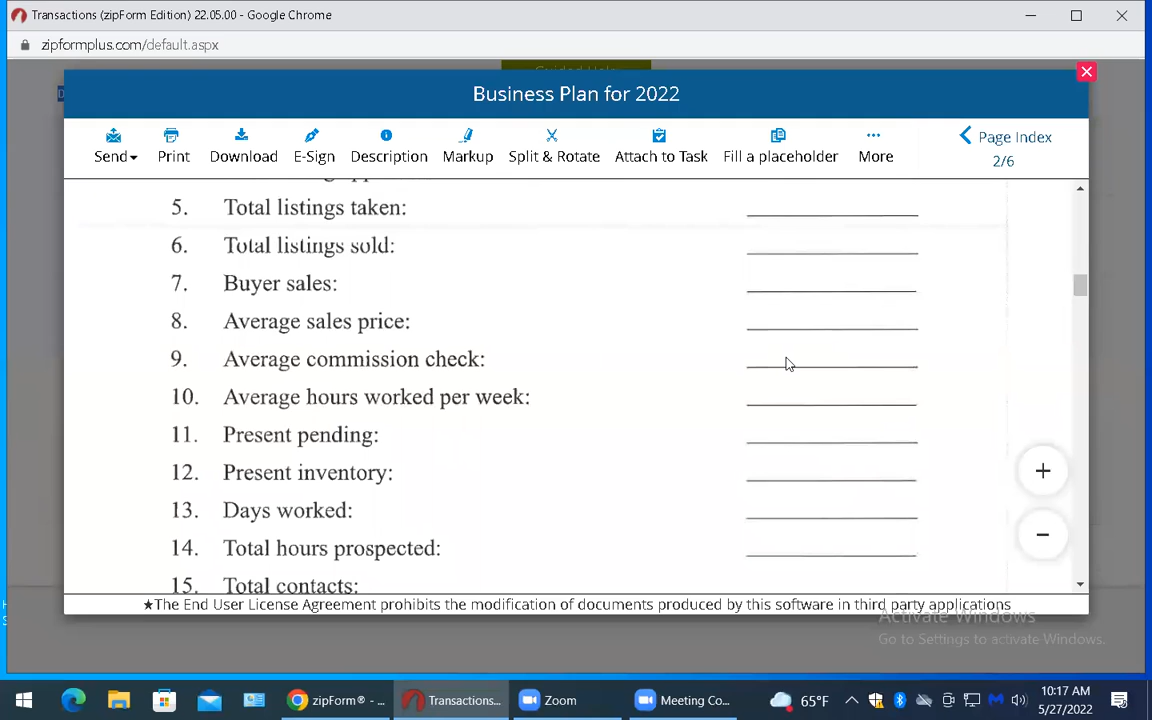 Transactions (zipForm Edition) 22.05.00 - Google Chrome
zipformplus.com/default.aspx
Business Plan for 2022
Send Print Download E-Sign Description Markup Split & Rotate Attach to Task Fill a placeholder More Page Index
2/6
5. Total listings taken:
6. Total listings sold:
7. Buyer sales:
8. Average sales price:
9. Average commission check:
10. Average hours worked per week:
11. Present pending:
12. Present inventory:
13. Days worked:
14. Total hours prospected:
15. Total contacts:
★The End User License Agreement prohibits the modification of documents produced by this software in third party applications
Activate Windows
Go to Settings to activate Windows.
zipForm® - ... Transactions... Zoom Meeting Co... 65°F
10:17 AM
5/27/2022